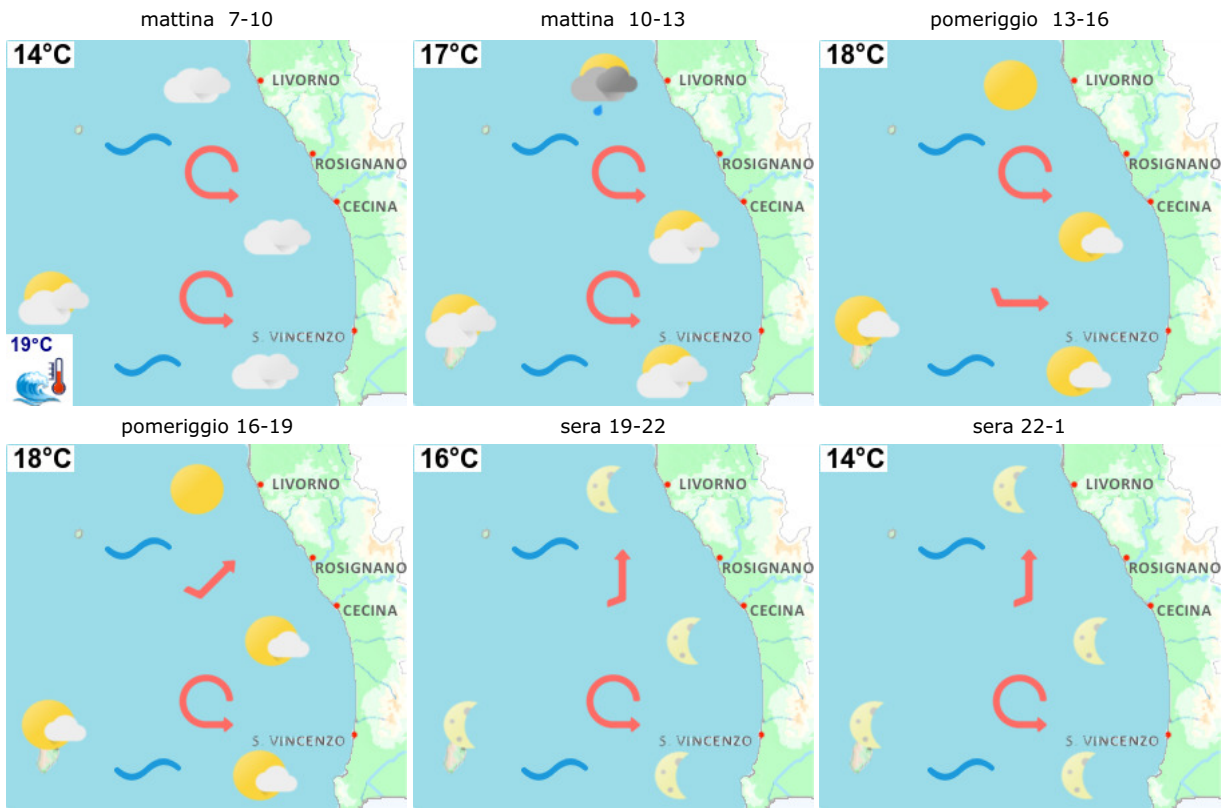 mattina 7-10
14°C
LIVORNO
ROSIGNANO
CECINA
S. VINCENZO
19°C
mattina 10-13
17°C
LIVORNO
ROSIGNANO
CECINA
S. VINCENZO
pomeriggio 13-16
18°C
LIVORNO
ROSIGNANO
CECINA
S. VINCENZO
pomeriggio 16-19
18°C
LIVORNO
ROSIGNANO
CECINA
S. VINCENZO
sera 19-22
16°C
LIVORNO
ROSIGNANO
CECINA
S. VINCENZO
sera 22-1
14°C
LIVORNO
ROSIGNANO
CECINA
S. VINCENZO